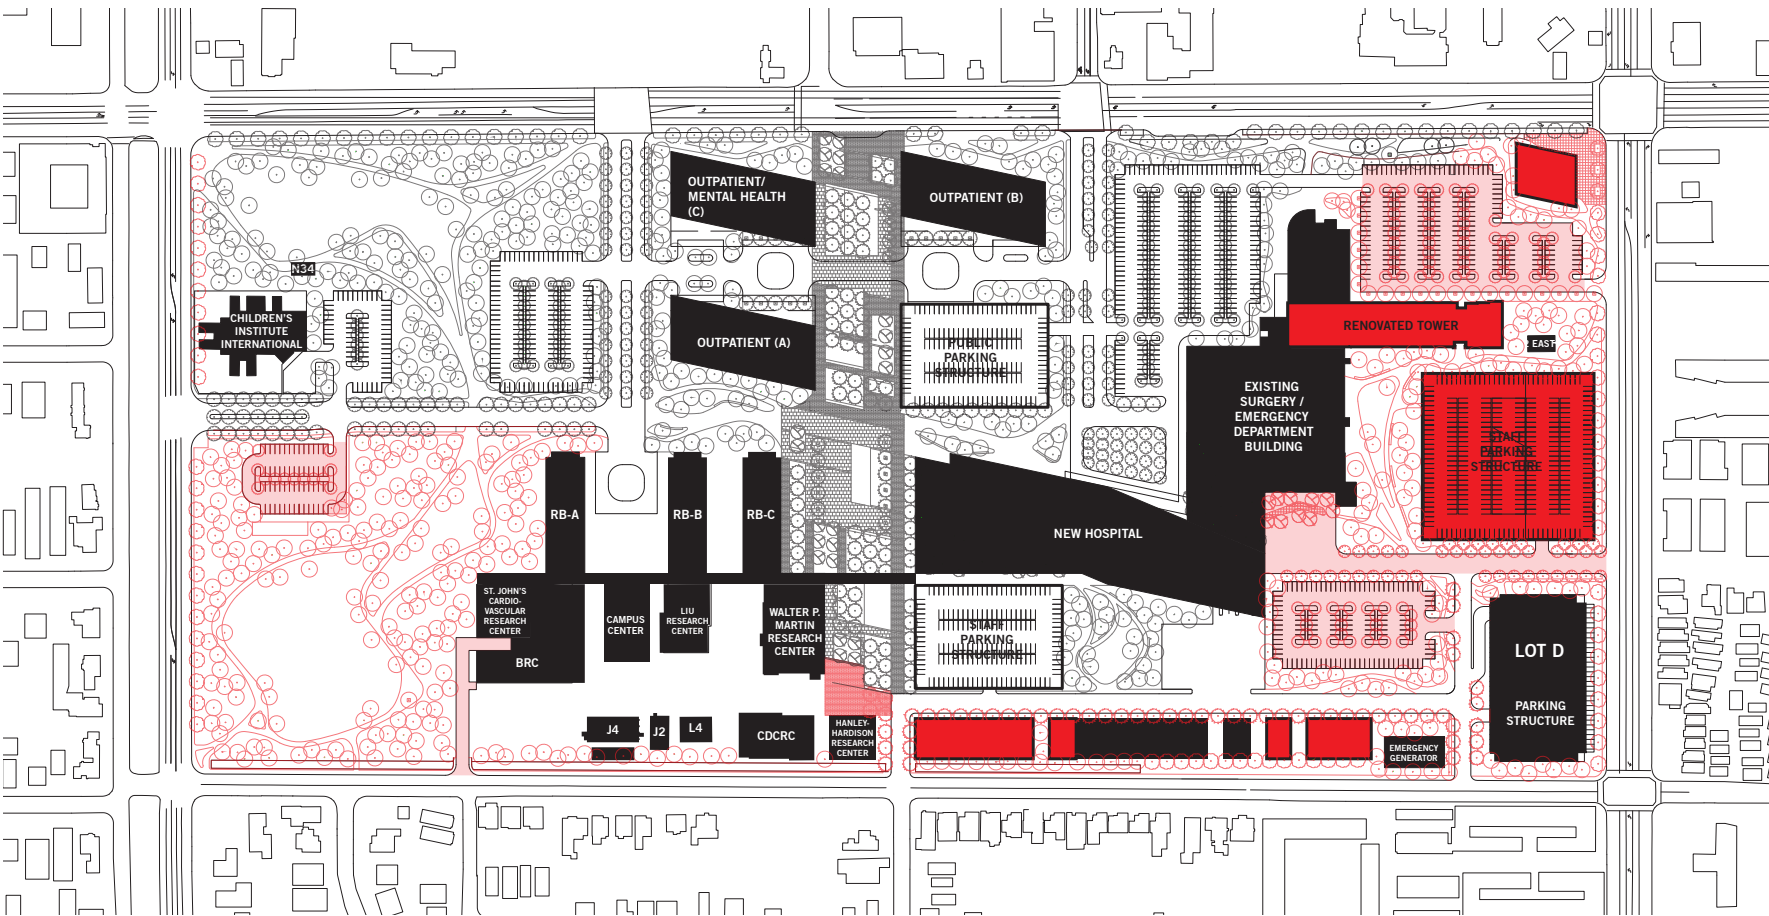 OUTPATIENT/
MENTAL HEALTH
(C)
OUTPATIENT (B)
N34
CHILDREN'S
INSTITUTE
INTERNATIONAL
OUTPATIENT (A)
PUBLIC
PARKING
STRUCTURE
RENOVATED TOWER
EAST
EXISTING
SURGERY /
EMERGENCY
DEPARTMENT
BUILDING
STAFF
PARKING
STRUCTURE
RB-A
RB-B
RB-C
NEW HOSPITAL
ST. JOHN'S
CARDIO-
VASCULAR
RESEARCH
CENTER
BRC
CAMPUS
CENTER
LIU
RESEARCH
CENTER
WALTER P.
MARTIN
RESEARCH
CENTER
STAFF
PARKING
STRUCTURE
LOT D
PARKING
STRUCTURE
J4
J2
L4
CDCRC
HANLEY-
HARDISON
RESEARCH
CENTER
EMERGENCY
GENERATOR